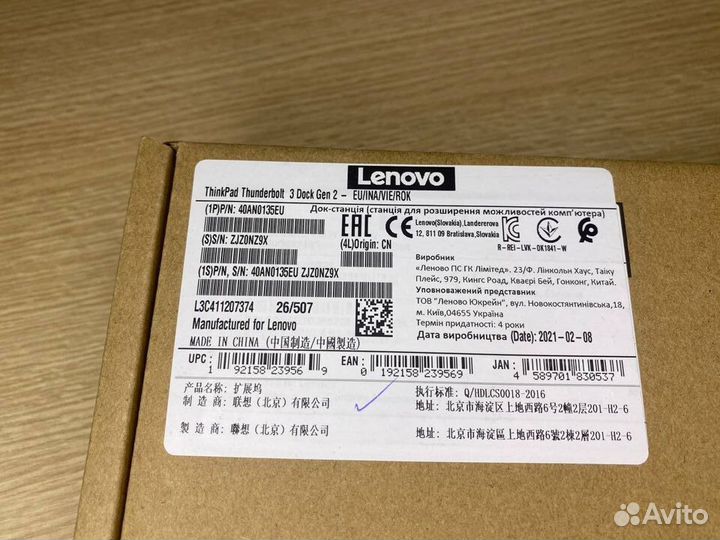 Lenovo
ThinkPad Thunderbolt 3 Dock Gen 2 - EU/INA/VIE/ROK
(1P)P/N: 40AN0135EU
Док-станція (станція для розширення можливостей комп'ютера)
(S)S/N: ZJZ0NZ9X
EAC CE
(4L)Origin: CN
Lenovo(Slovakia),Landererova
12, 811 09 Bratislava,Slovakia
R-REI-LVK-DK1841-W
(1S)P/N, S/N: 40AN0135EU ZJZ0NZ9X
Виробник
«Леново ПС ГК Лімітед». 23/Ф. Лінкольн Хаус, Таїку
Плейс, 979, Кингс Роад, Кваері Бей, Гонконг, Китай.
Уповноважений представник
ТОВ "Леново Юкрейн", вул. Новокостянтинівська,18,
м. Київ,04655 Україна
Термін придатності: 4 роки
Дата виробництва (Date): 2021-02-08
L3C411207374 26/507
Manufactured for Lenovo
MADE IN CHINA (中国制造/中國製造)
UPC: 1 92158 23956 9
EAN: 0 192158 239569
JAN: 4 589701 830537
产品名称: 扩展坞
制 造 商: 联想 (北京) 有限公司
製 造 商: 聯想 (北京) 有限公司
执行标准: Q/HDLCS0018-2016
地址: 北京市海淀区上地西路6号2幢2层201-H2-6
地址: 北京市海淀區上地西路6號2棟2層201-H2-6
Avito